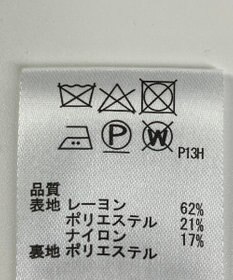 P W P13H
品質
表地 レーヨン 62%
ポリエステル 21%
ナイロン 17%
裏地 ポリエステル